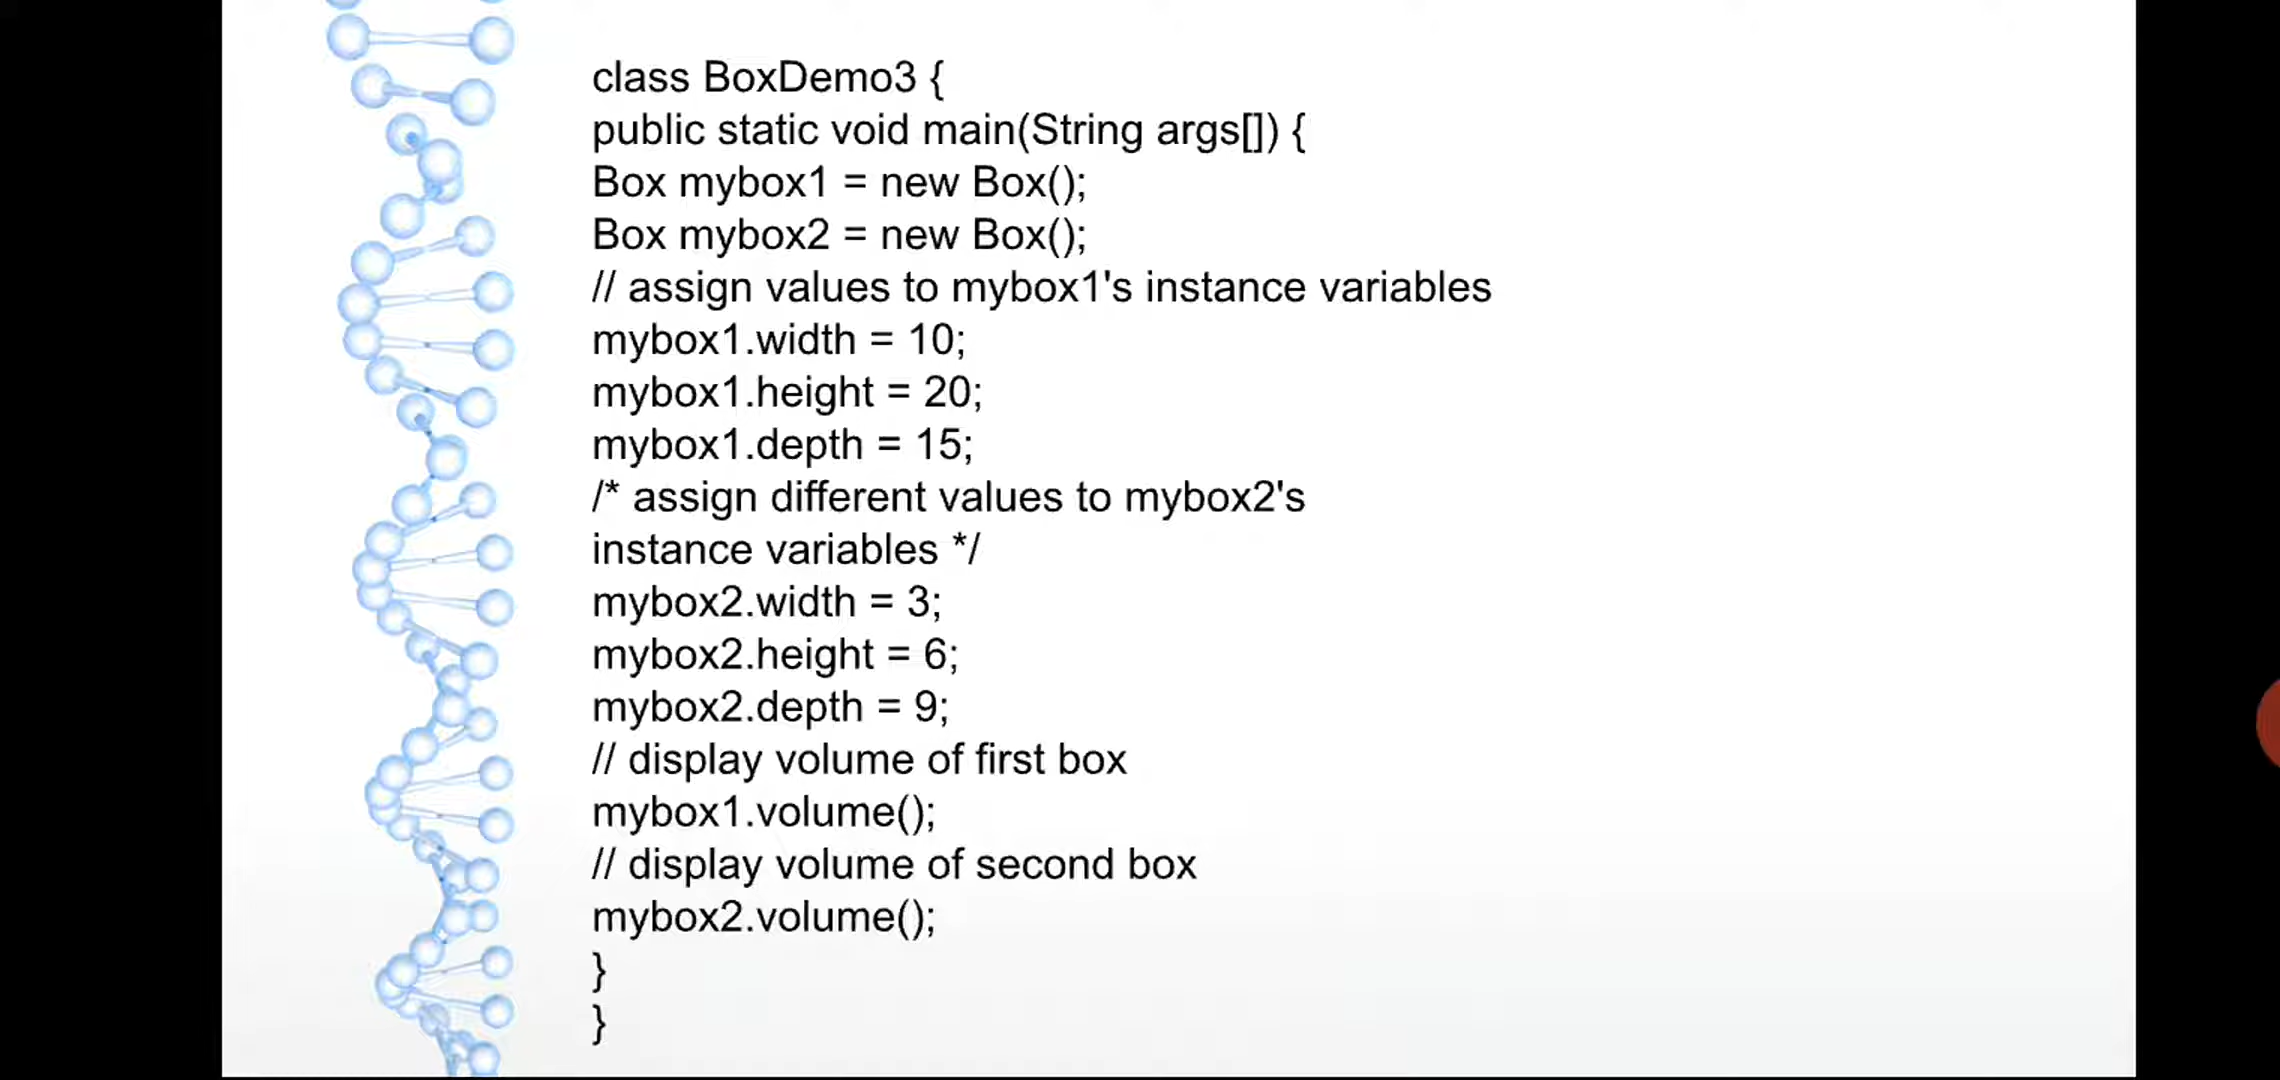 class BoxDemo3 {
public static void main(String args[]) {
Box mybox1 = new Box();
Box mybox2 = new Box();
// assign values to mybox1's instance variables
mybox1.width = 10;
mybox1.height = 20;
mybox1.depth = 15;
/* assign different values to mybox2's
instance variables */
mybox2.width = 3;
mybox2.height = 6;
mybox2.depth = 9;
// display volume of first box
mybox1.volume();
// display volume of second box
mybox2.volume();
}
}